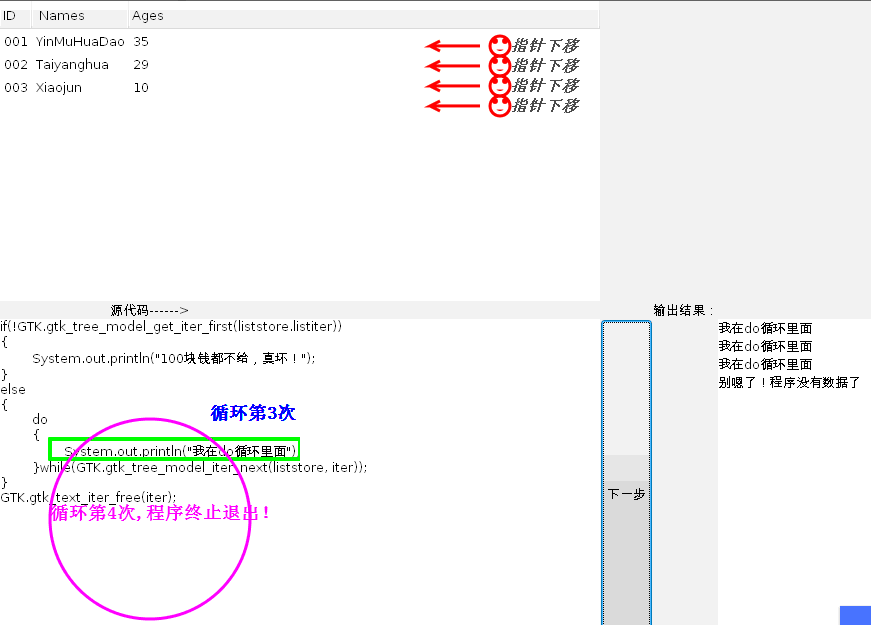 ID Names Ages
001 YinMuHuaDao 35
002 Taiyanghua 29
003 Xiaojun 10
指针下移
指针下移
指针下移
指针下移
源代码------>
if(!GTK.gtk_tree_model_get_iter_first(liststore.listiter))
{
System.out.println("100块钱都不给，真坏！");
}
else
{
do
{
System.out.println("我在do循环里面")
}while(GTK.gtk_tree_model_iter_next(liststore, iter));
}
GTK.gtk_text_iter_free(iter);
循环第3次
循环第4次,程序终止退出！
下一步
输出结果：
我在do循环里面
我在do循环里面
我在do循环里面
别嗯了！程序没有数据了